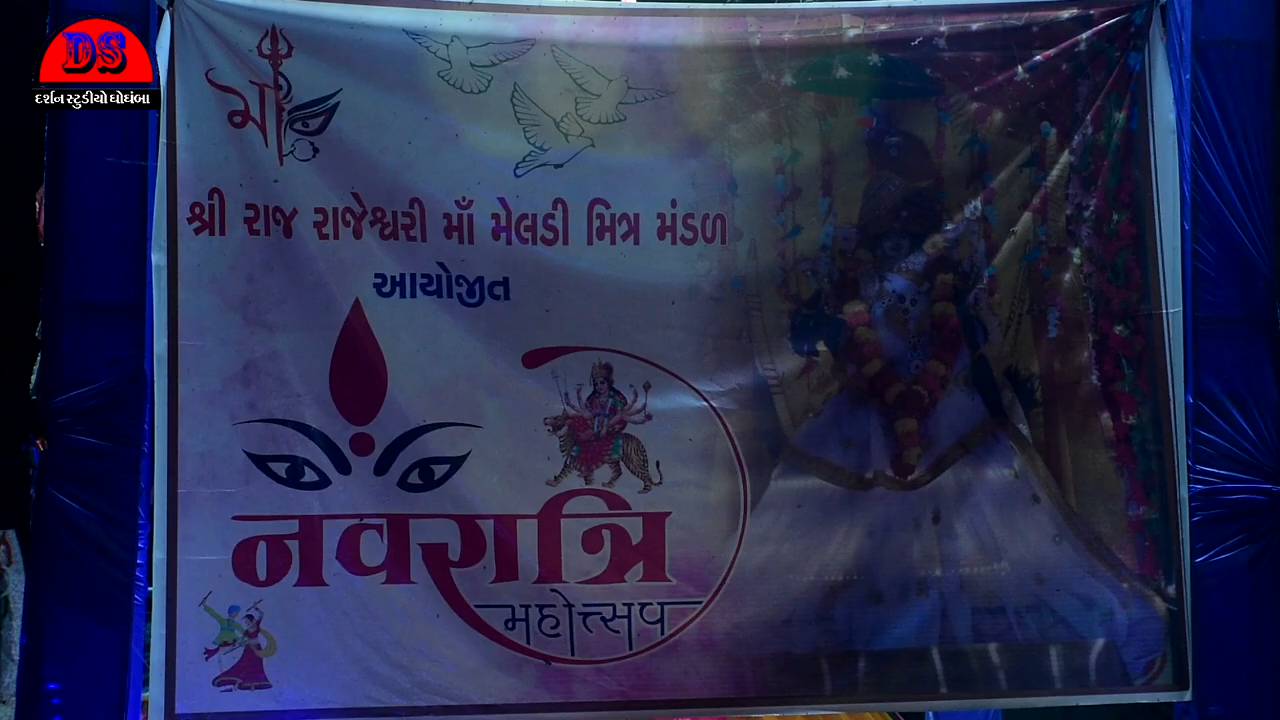 DS
દર્શન સ્ટુડીયો ઘોઘંબા
માઁ
શ્રી રાજ રાજેશ્વરી માઁ મેલડી મિત્ર મંડળ
આયોજીત
નવરાત્રિ
મહોત્સવ